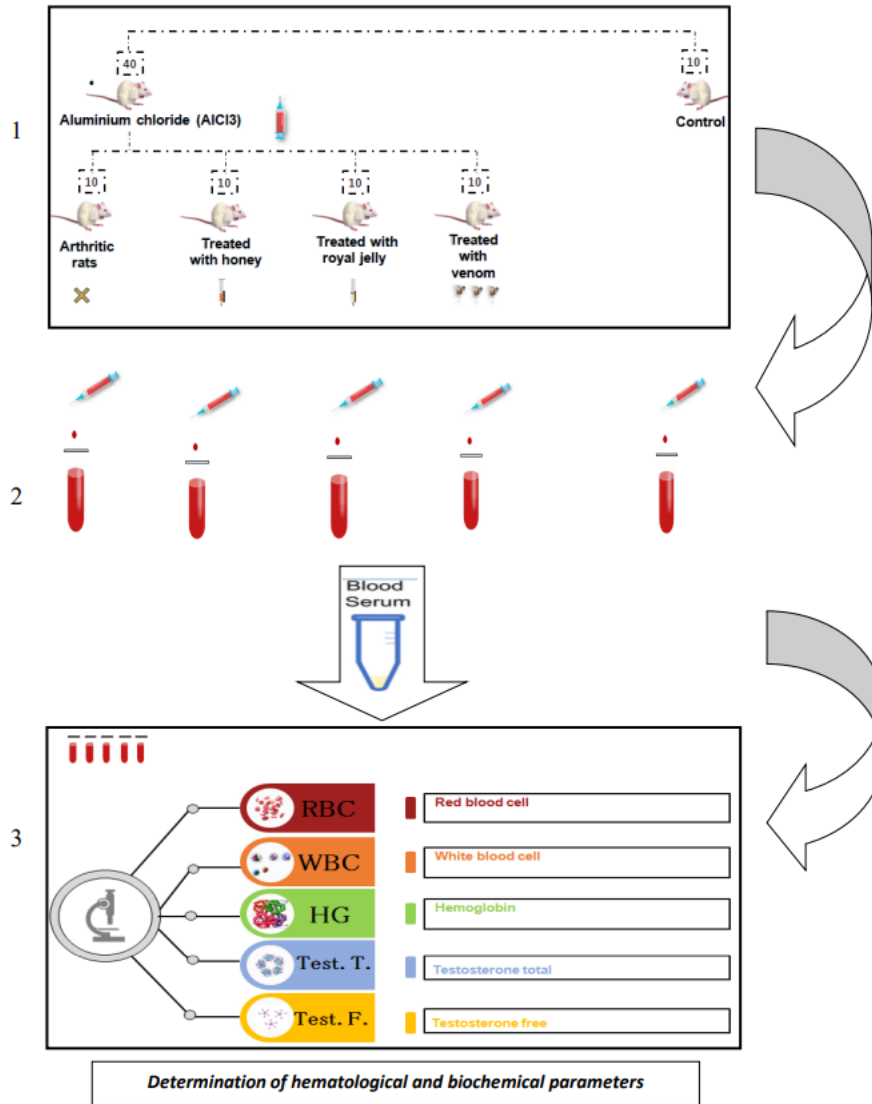 1
40
10
Aluminium chloride (AlCl3)
Control
10
10
10
10
Arthritic
rats
Treated
with honey
Treated with
royal jelly
Treated
with
venom
2
Blood
Serum
3
RBC
Red blood cell
WBC
White blood cell
HG
Hemoglobin
Test. T.
Testosterone total
Test. F.
Testosterone free
Determination of hematological and biochemical parameters